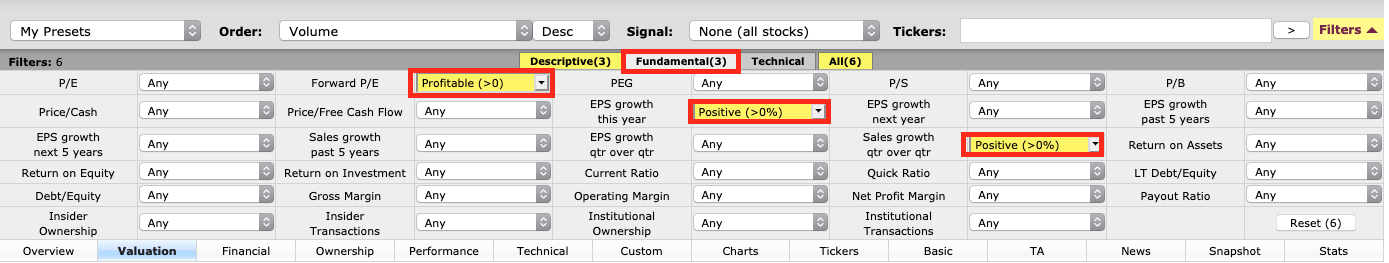 My Presets Order: Volume Desc Signal: None (all stocks) Tickers: > Filters ▲
Filters: 6 Descriptive(3) Fundamental(3) Technical All(6)
P/E Any Forward P/E Profitable (>0) PEG Any P/S Any P/B Any
Price/Cash Any Price/Free Cash Flow Any EPS growth this year Positive (>0%) EPS growth next year Any EPS growth past 5 years Any
EPS growth next 5 years Any Sales growth past 5 years Any EPS growth qtr over qtr Any Sales growth qtr over qtr Positive (>0%) Return on Assets Any
Return on Equity Any Return on Investment Any Current Ratio Any Quick Ratio Any LT Debt/Equity Any
Debt/Equity Any Gross Margin Any Operating Margin Any Net Profit Margin Any Payout Ratio Any
Insider Ownership Any Insider Transactions Any Institutional Ownership Any Institutional Transactions Any Reset (6)
Overview Valuation Financial Ownership Performance Technical Custom Charts Tickers Basic TA News Snapshot Stats